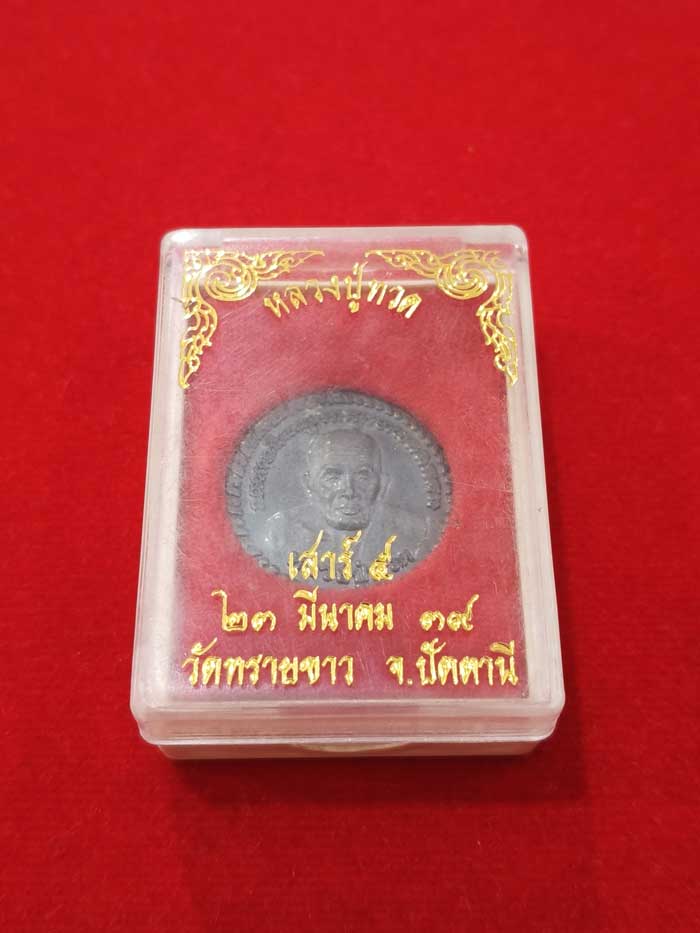 หลวงปู่ทวด
เสาร์ ๕
๒๓ มีนาคม ๓๙
วัดทรายขาว จ.ปัตตานี